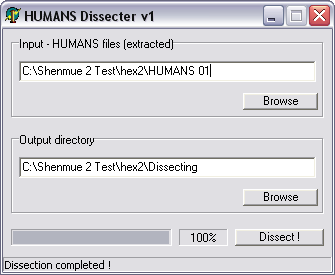 HUMANS Dissecter v1
Input - HUMANS files (extracted)
C:\Shenmue 2 Test\hex2\HUMANS 01
Browse
Output directory
C:\Shenmue 2 Test\hex2\Dissecting
Browse
100% Dissect !
Dissection completed !